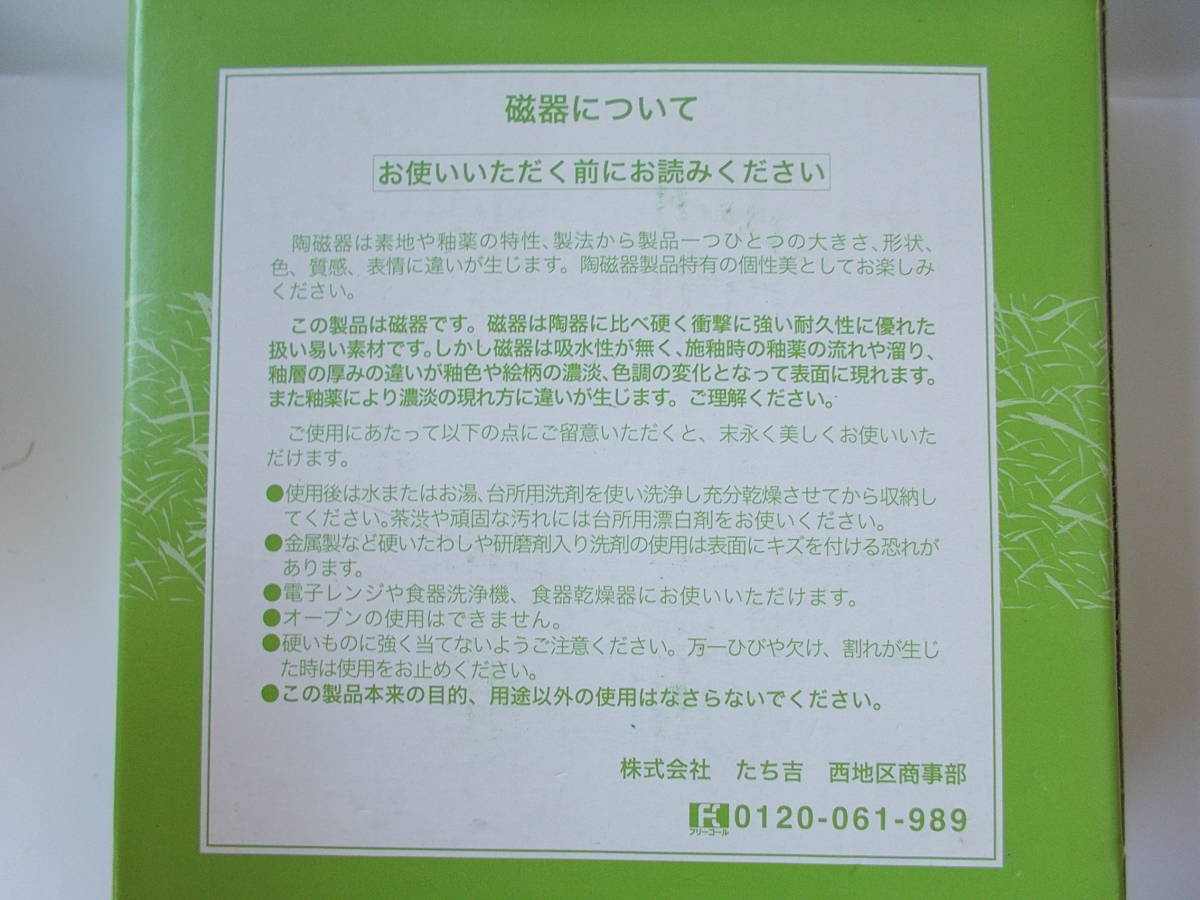 磁器について
お使いいただく前にお読みください
陶磁器は素地や釉薬の特性、製法から製品一つひとつの大きさ、形状、
色、質感、表情に違いが生じます。陶磁器製品特有の個性美としてお楽しみ
ください。
この製品は磁器です。磁器は陶器に比べ硬く衝撃に強い耐久性に優れた
扱い易い素材です。しかし磁器は吸水性が無く、施釉時の釉薬の流れや溜り、
釉層の厚みの違いが釉色や絵柄の濃淡、色調の変化となって表面に現れます。
また釉薬により濃淡の現れ方に違いが生じます。ご理解ください。
ご使用にあたって以下の点にご留意いただくと、末永く美しくお使いいた
だけます。
●使用後は水またはお湯、台所用洗剤を使い洗浄し充分乾燥させてから収納し
てください。茶渋や頑固な汚れには台所用漂白剤をお使いください。
●金属製など硬いたわしや研磨剤入り洗剤の使用は表面にキズを付ける恐れが
あります。
●電子レンジや食器洗浄機、食器乾燥器にお使いいただけます。
●オーブンの使用はできません。
●硬いものに強く当てないようご注意ください。万一ひびや欠け、割れが生じ
た時は使用をお止めください。
●この製品本来の目的、用途以外の使用はなさらないでください。
株式会社 たち吉 西地区商事部
フリーコール 0120-061-989